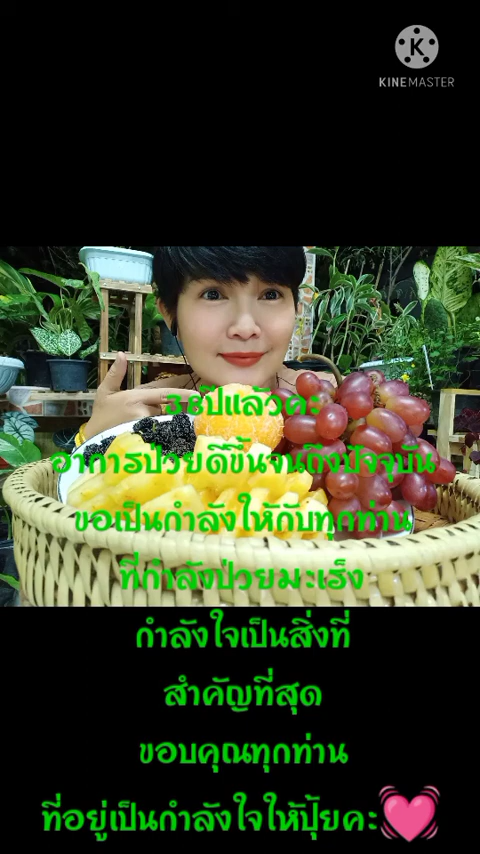 KINEMASTER
38ปีแล้วคะ
อาการป่วยดีขึ้นจนถึงปัจจุบัน
ขอเป็นกำลังให้กับทุกท่าน
ที่กำลังป่วยมะเร็ง
กำลังใจเป็นสิ่งที่
สำคัญที่สุด
ขอบคุณทุกท่าน
ที่อยู่เป็นกำลังใจให้ปุ้ยคะ